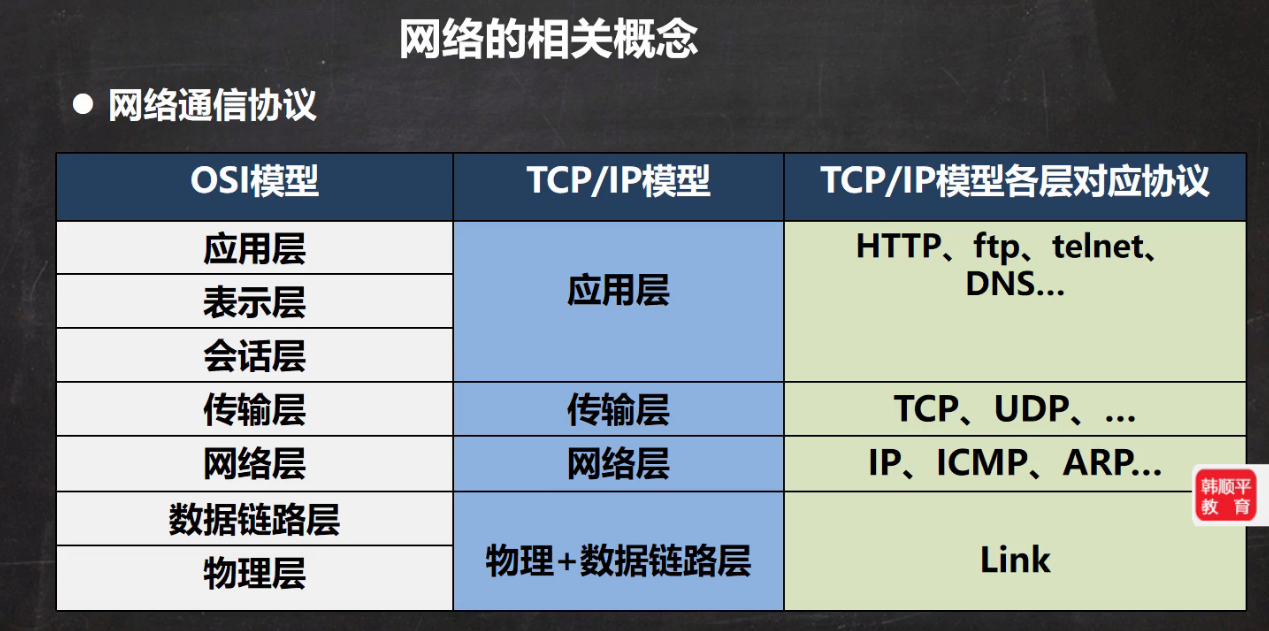 网络的相关概念
● 网络通信协议
OSI模型
TCP/IP模型
TCP/IP模型各层对应协议
应用层
表示层
会话层
应用层
HTTP、ftp、telnet、
DNS...
传输层
传输层
TCP、UDP、...
网络层
网络层
IP、ICMP、ARP...
数据链路层
物理层
物理+数据链路层
Link
韩顺平
教 育